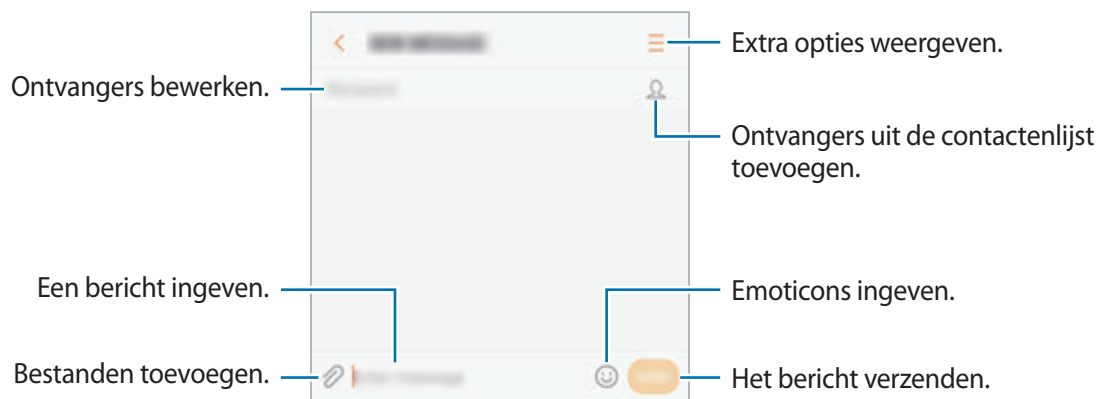 Extra opties weergeven.
Ontvangers bewerken.
Ontvangers uit de contactenlijst
toevoegen.
Een bericht ingeven.
Emoticons ingeven.
Bestanden toevoegen.
Het bericht verzenden.